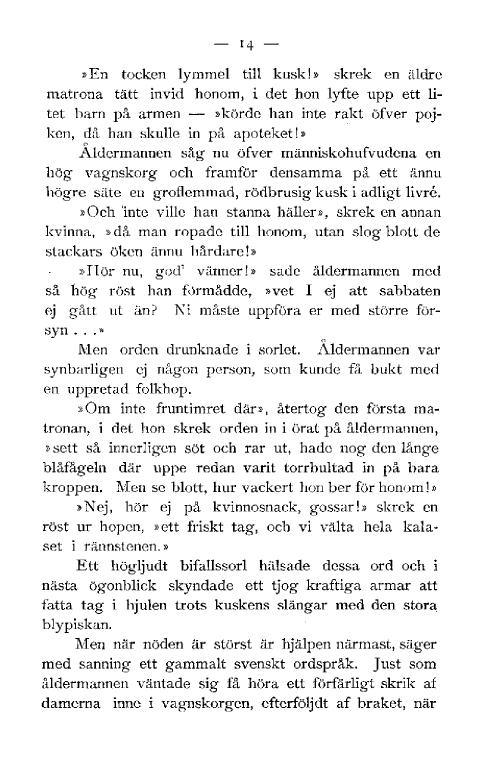 — 14 —
»En tocken lymmel till kusk!» skrek en äldre
matrona tätt invid honom, i det hon lyfte upp ett li-
tet barn på armen — »körde han inte rakt öfver poj-
ken, då han skulle in på apoteket!»
Åldermannen såg nu öfver människohufvudena en
hög vagnskorg och framför densamma på ett ännu
högre säte en groflemmad, rödbrusig kusk i adligt livré.
»Och inte ville han stanna häller», skrek en annan
kvinna, »då man ropade till honom, utan slog blott de
stackars öken ännu hårdare!»
»Hör nu, god' vänner!» sade åldermannen med
så hög röst han förmådde, »vet I ej att sabbaten
ej gått ut än? Ni måste uppföra er med större för-
syn . . .»
Men orden drunknade i sorlet. Åldermannen var
synbarligen ej någon person, som kunde få bukt med
en uppretad folkhop.
»Om inte fruntimret där», återtog den första ma-
tronan, i det hon skrek orden in i örat på åldermannen,
»sett så innerligen söt och rar ut, hade nog den långe
blåfågeln där uppe redan varit torrbultad in på bara
kroppen. Men se blott, hur vackert hon ber för honom!»
»Nej, hör ej på kvinnosnack, gossar!» skrek en
röst ur hopen, »ett friskt tag, och vi välta hela kala-
set i rännstenen.»
Ett högljudt bifallssorl hälsade dessa ord och i
nästa ögonblick skyndade ett tjog kraftiga armar att
fatta tag i hjulen trots kuskens slängar med den stora
blypiskan.
Men när nöden är störst är hjälpen närmast, säger
med sanning ett gammalt svenskt ordspråk. Just som
åldermannen väntade sig få höra ett förfärligt skrik af
damerna inne i vagnskorgen, efterföljdt af braket, när